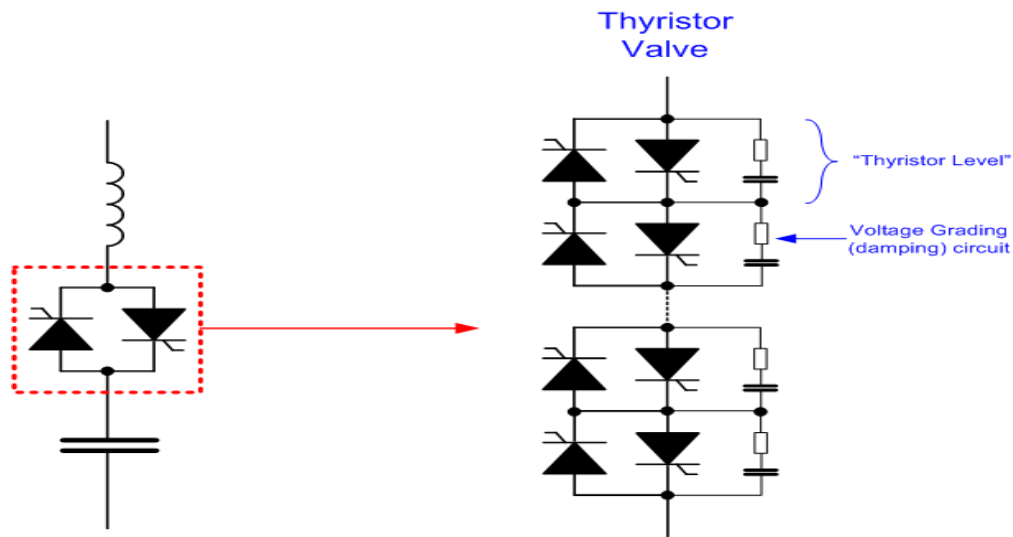 Thyristor
Valve
“Thyristor Level”
Voltage Grading
(damping) circuit